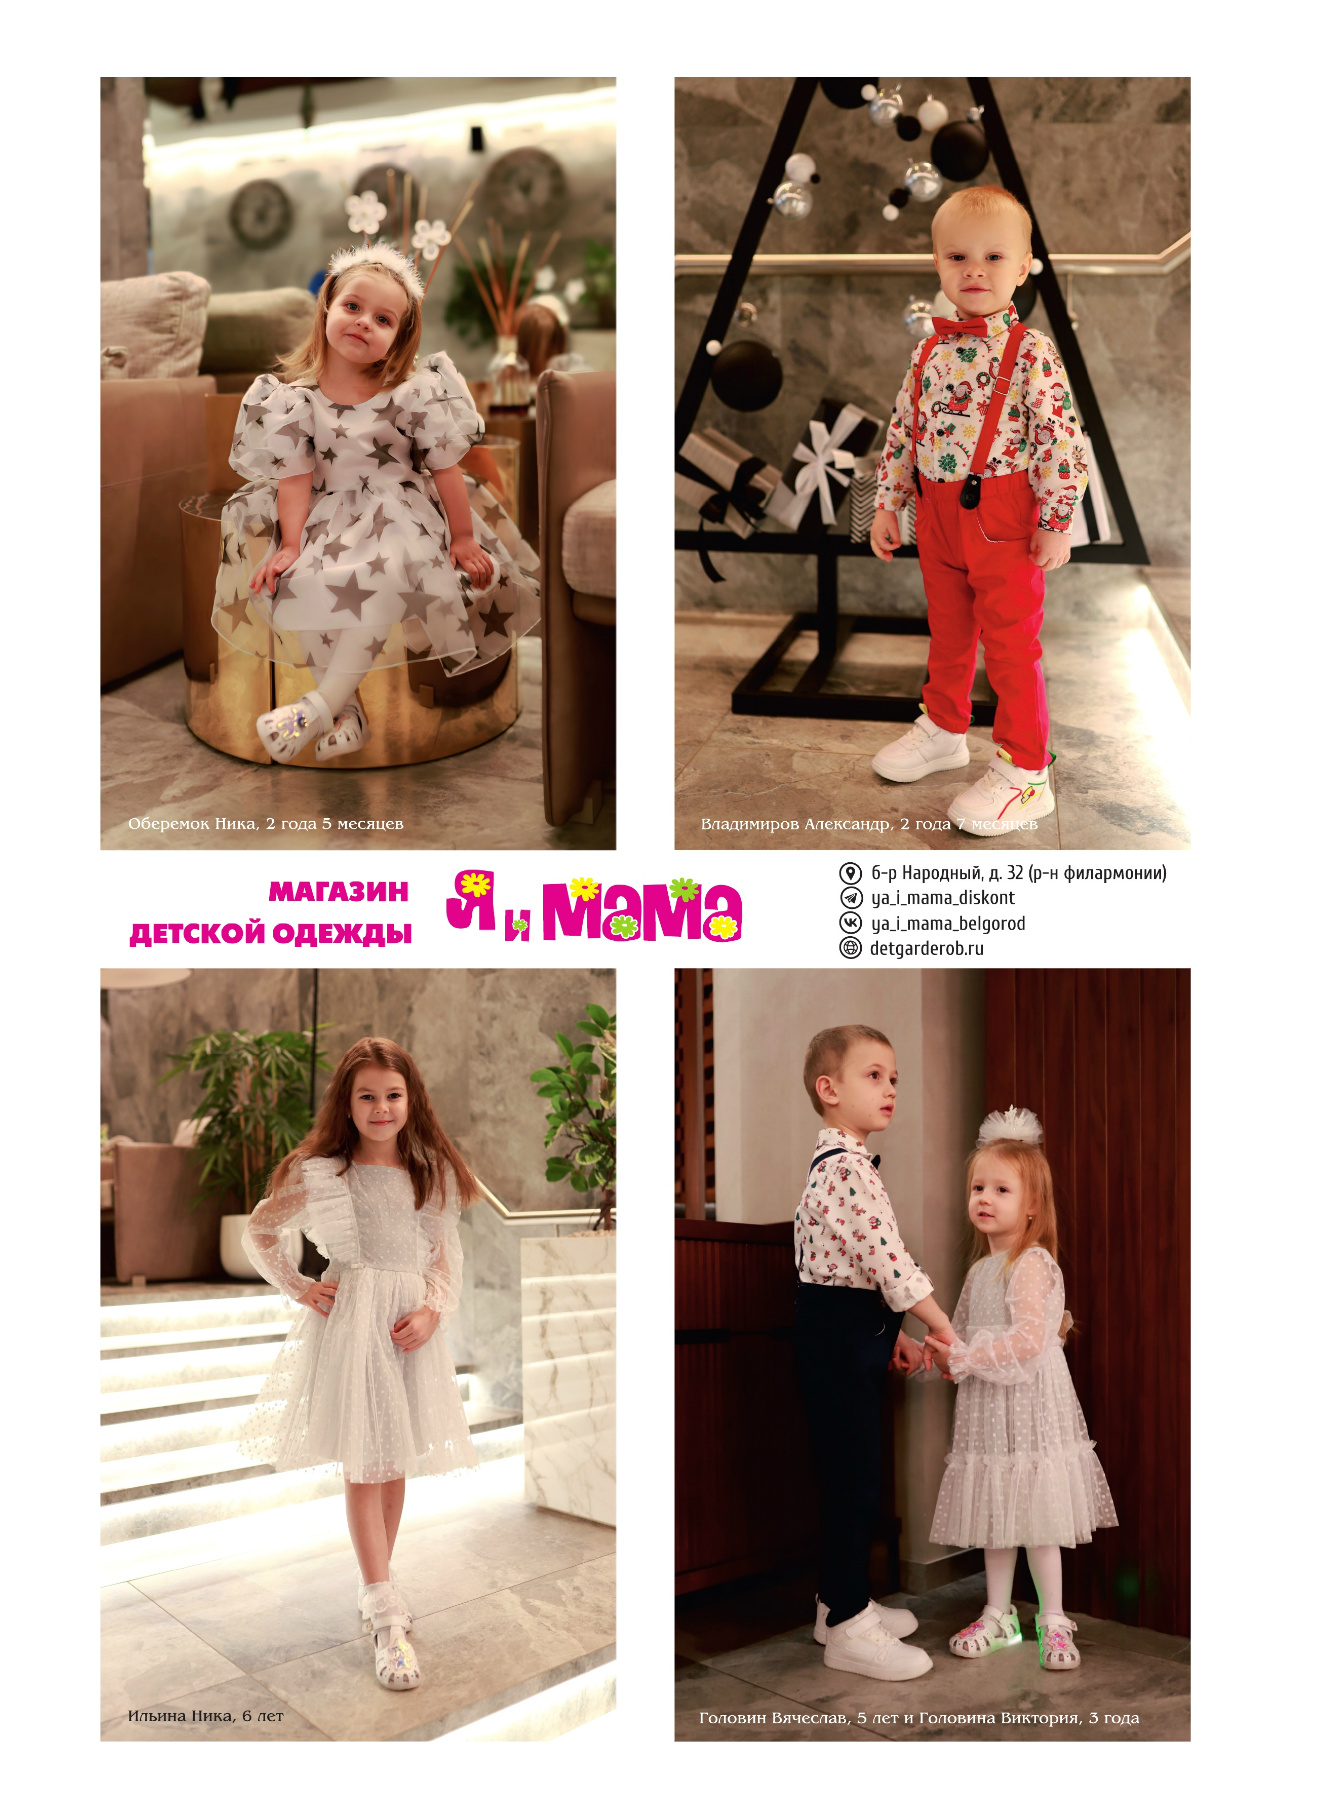 Оберемок Ника, 2 года 5 месяцев
Владимиров Александр, 2 года 7 месяцев
МАГАЗИН
ДЕТСКОЙ ОДЕЖДЫ
Я и мама
б-р Народный, д. 32 (р-н филармонии)
ya_i_mama_diskont
ya_i_mama_belgorod
detgarderob.ru
Ильина Ника, 6 лет
Головин Вячеслав, 5 лет и Головина Виктория, 3 года